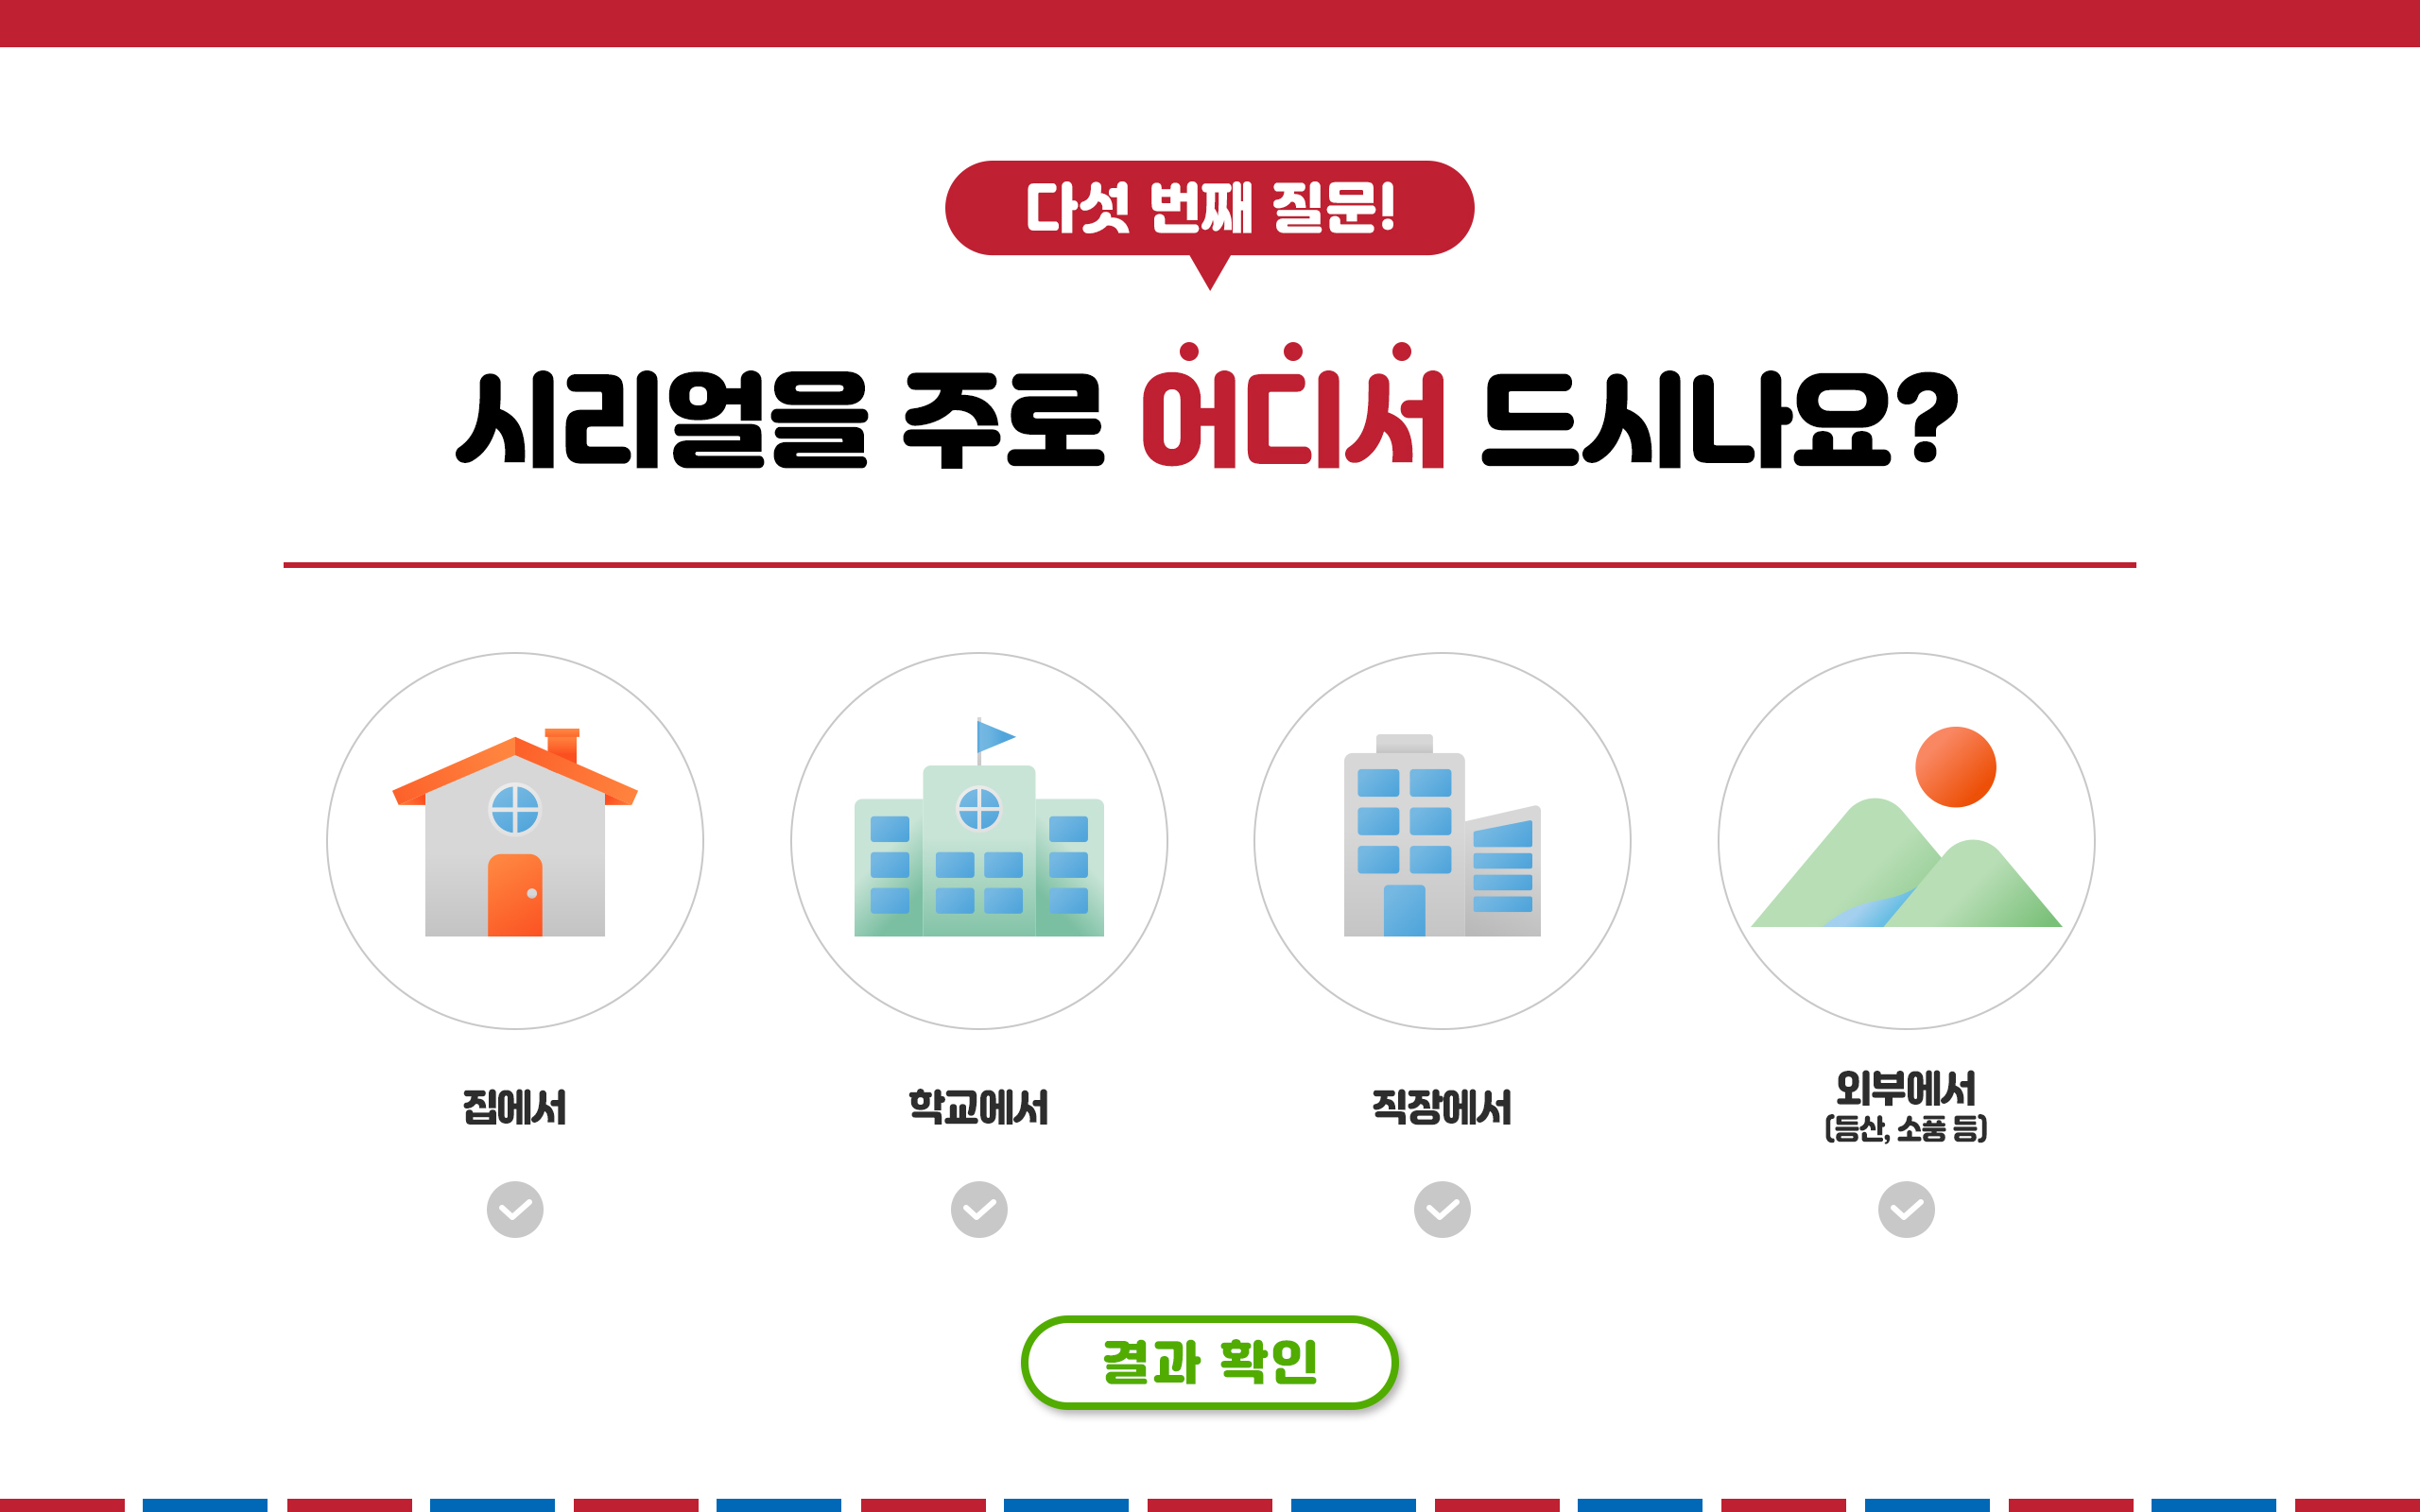 다섯 번째 질문!
시리얼을 주로 어디서 드시나요?
집에서
학교에서
직장에서
외부에서
(등산, 소풍 등)
결과 확인